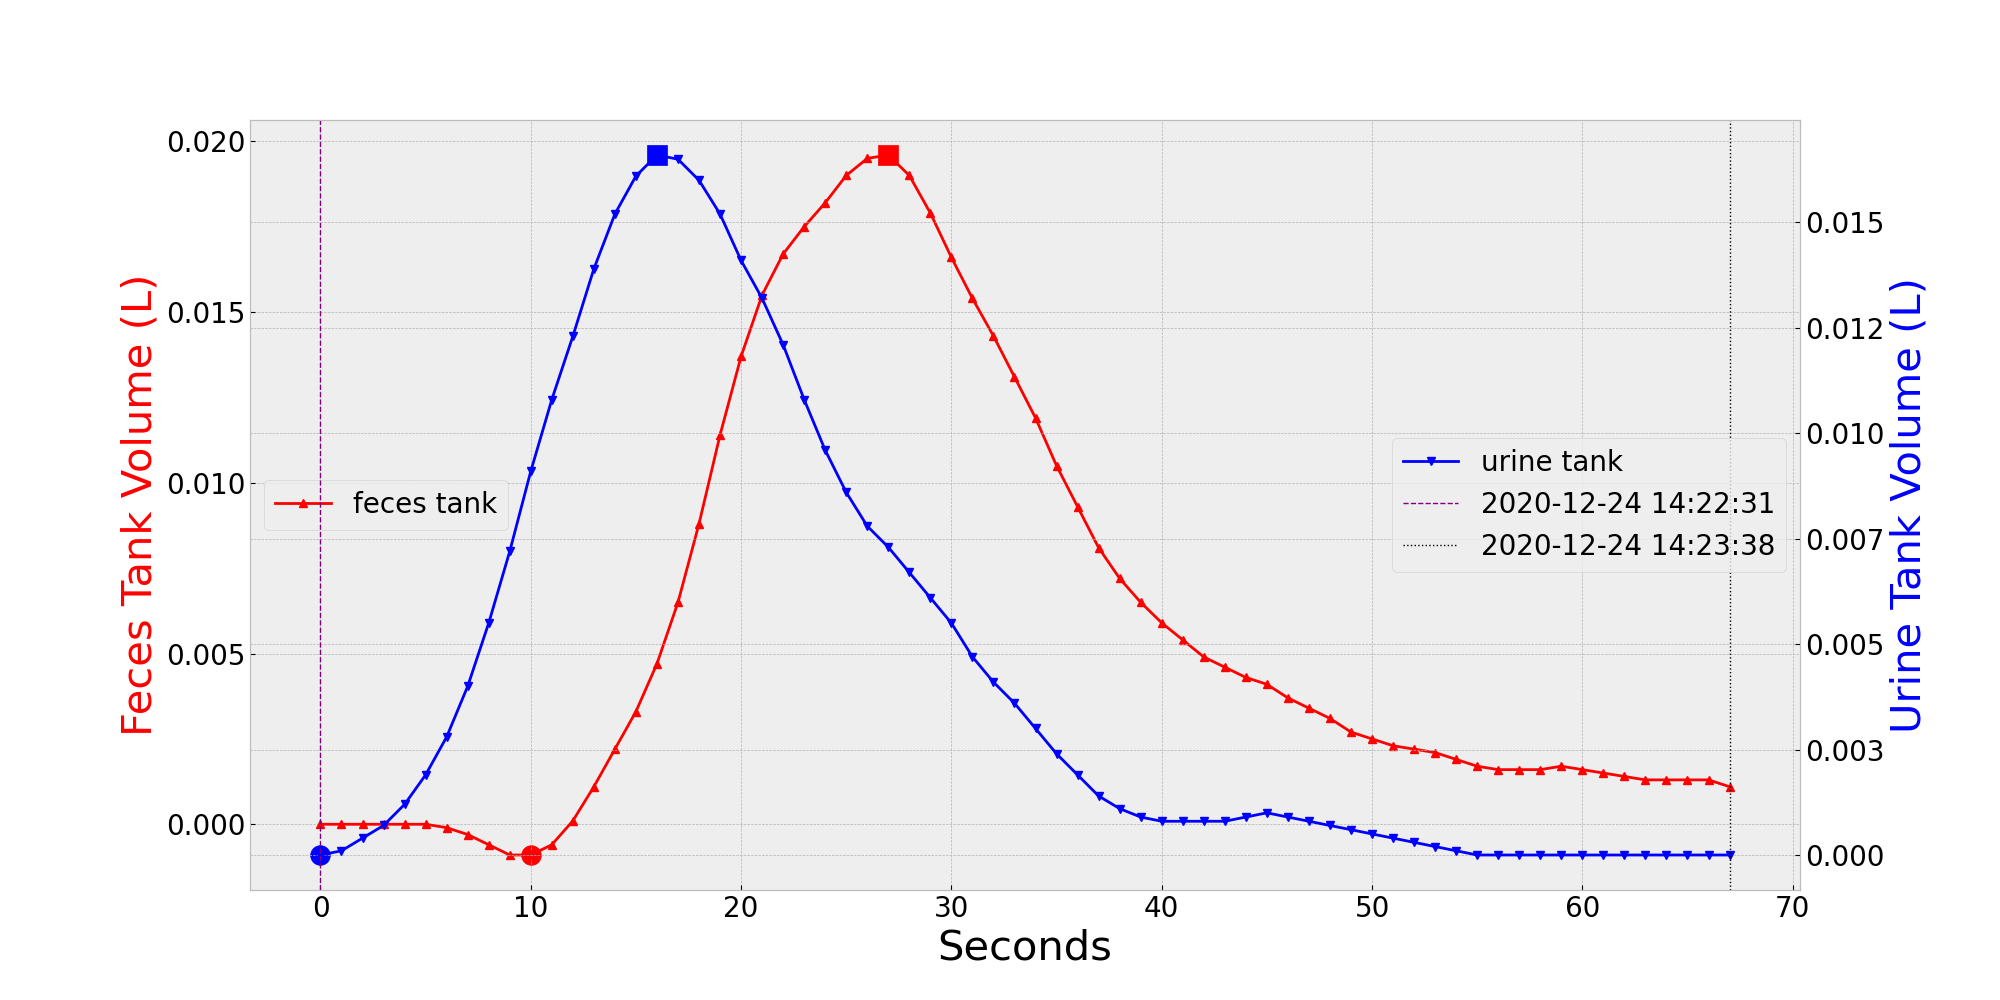 0.020
0.015
0.010
0.005
0.000
Feces Tank Volume (L)
feces tank
0.015
0.012
0.010
0.007
0.005
0.003
0.000
Urine Tank Volume (L)
urine tank
2020-12-24 14:22:31
2020-12-24 14:23:38
0 10 20 30 40 50 60 70
Seconds